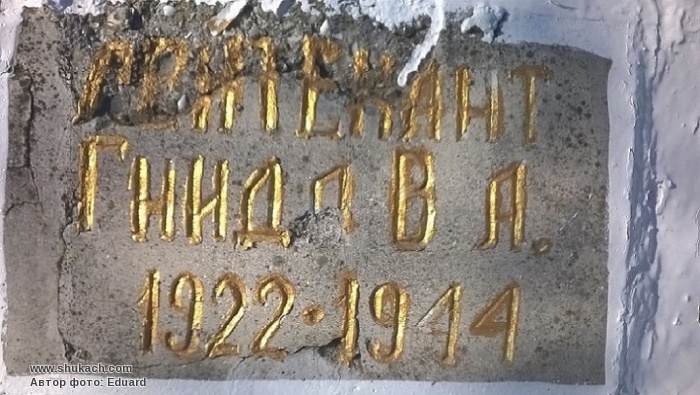 ЛЕЙТЕНАНТ
ГНИДА В А.
1922·1944
www.shukach.com
Автор фото: Eduard